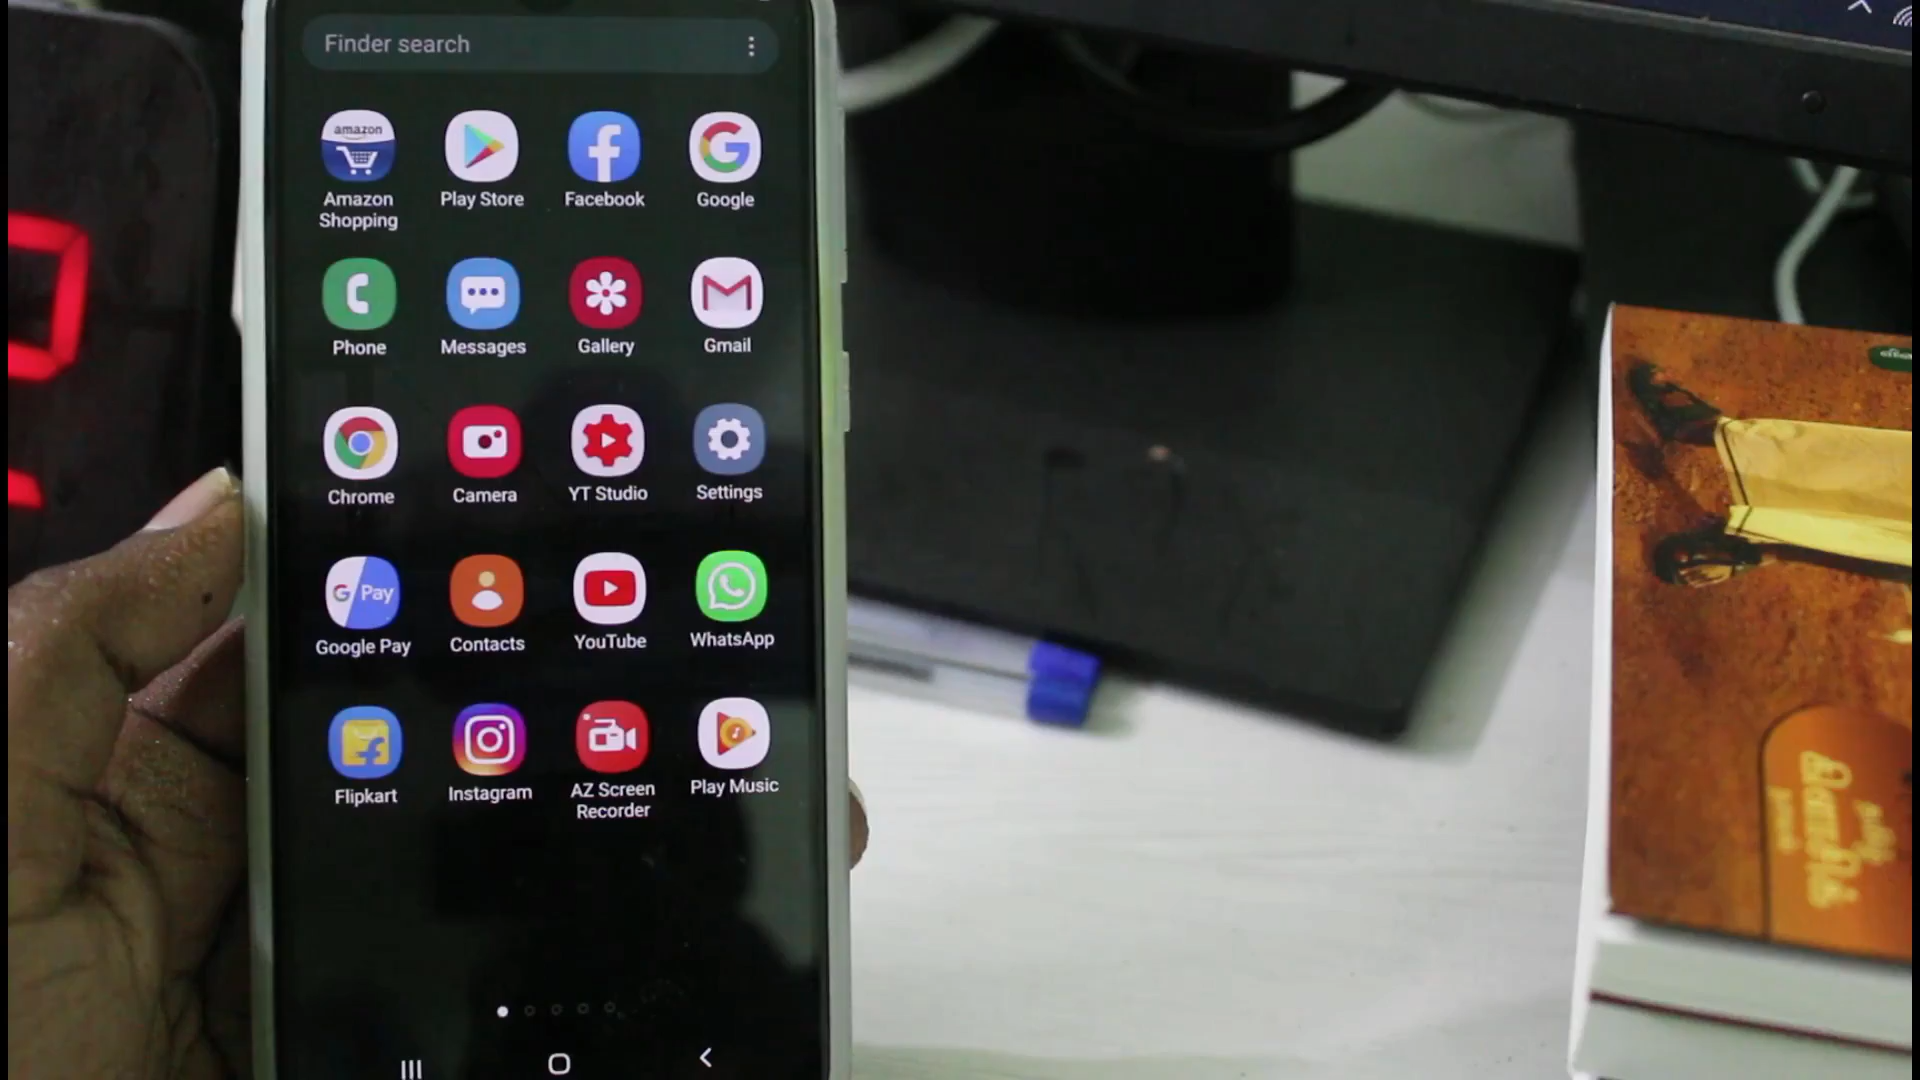 Finder search
amazon
Amazon
Shopping
Play Store
Facebook
Google
Phone
Messages
Gallery
Gmail
Chrome
Camera
YT Studio
Settings
G Pay
Google Pay
Contacts
YouTube
WhatsApp
Flipkart
Instagram
AZ Screen
Recorder
Play Music